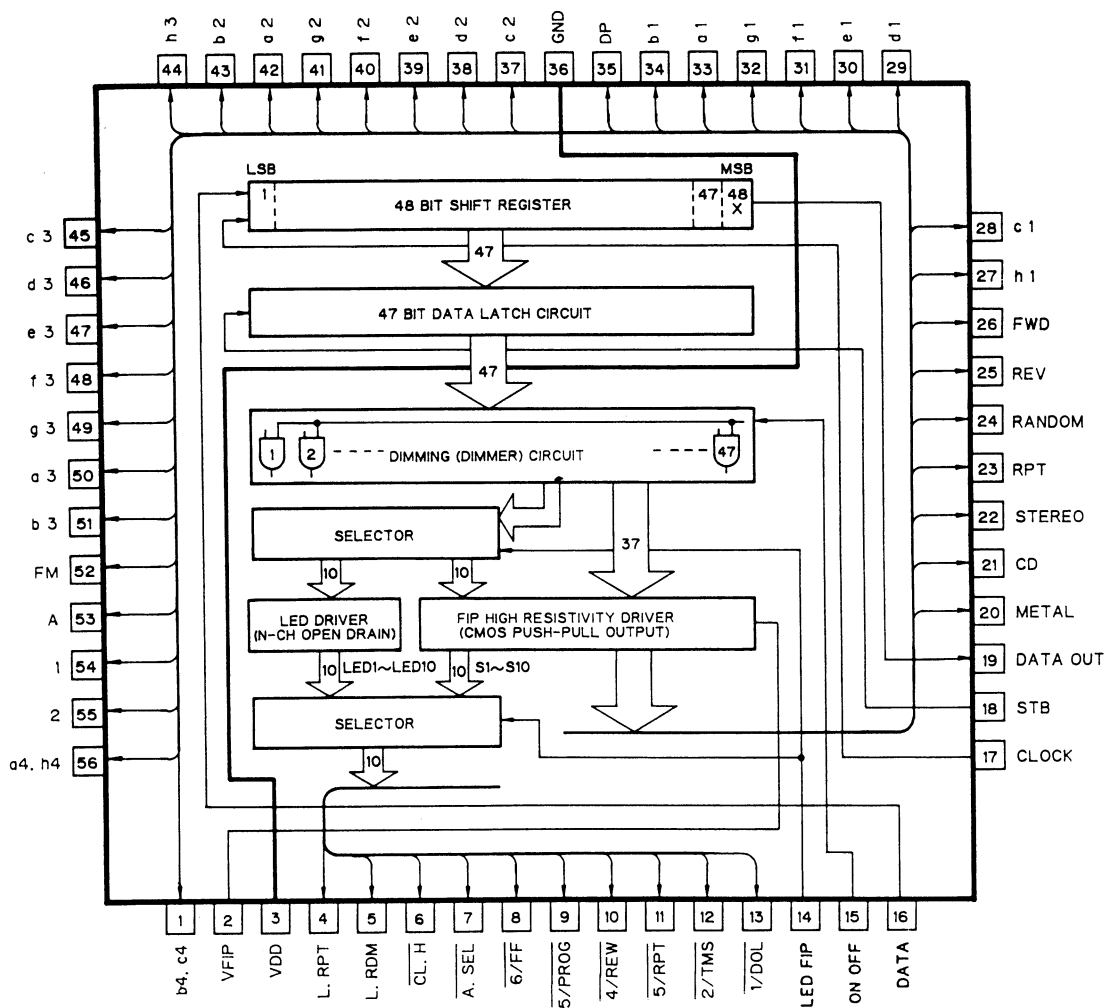 h3 b2 a2 g2 f2 e2 d2 c2 GND DP b1 a1 g1 f1 e1 d1
44 43 42 41 40 39 38 37 36 35 34 33 32 31 30 29
LSB MSB
1 48 BIT SHIFT REGISTER 47 48
X
c3 45
28 c1
47
d3 46
27 h1
47 BIT DATA LATCH CIRCUIT
e3 47
26 FWD
f3 48
25 REV
47
g3 49
24 RANDOM
1 2 DIMMING (DIMMER) CIRCUIT 47
a3 50
23 RPT
b3 51
22 STEREO
SELECTOR
37
FM 52
21 CD
10 10
A 53
20 METAL
LED DRIVER
(N-CH OPEN DRAIN)
FIP HIGH RESISTIVITY DRIVER
(CMOS PUSH-PULL OUTPUT)
1 54
19 DATA OUT
10 LED1~LED10 10 S1~S10
2 55
18 STB
SELECTOR
a4. h4 56
17 CLOCK
10
1 2 3 4 5 6 7 8 9 10 11 12 13 14 15 16
b4. c4
VFIP
VDD
L. RPT
L. RDM
CL. H
A. SEL
6/FF
5/PROG
4/REW
5/RPT
2/TMS
1/DOL
LED FIP
ON OFF
DATA